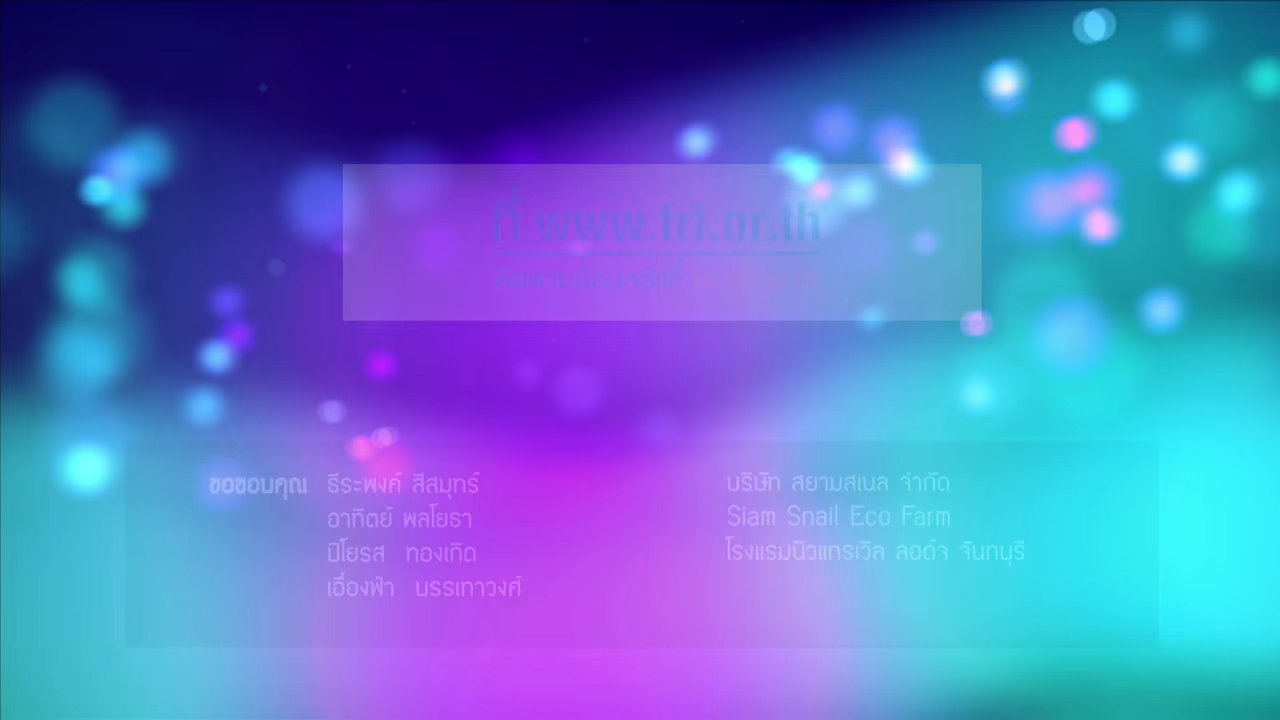 ที่ www.trf.or.th
ขอขอบคุณ ธีระพงค์ สีสมุทร์
อาทิตย์ พลโยธา
ปิโยรส ทองเกิด
เอื้องฟ้า บรรเทาวงศ์
บริษัท สยามสเนล จำกัด
Siam Snail Eco Farm
โรงแรมนิวแทรเวิล ลอด์จ จันทบุรี